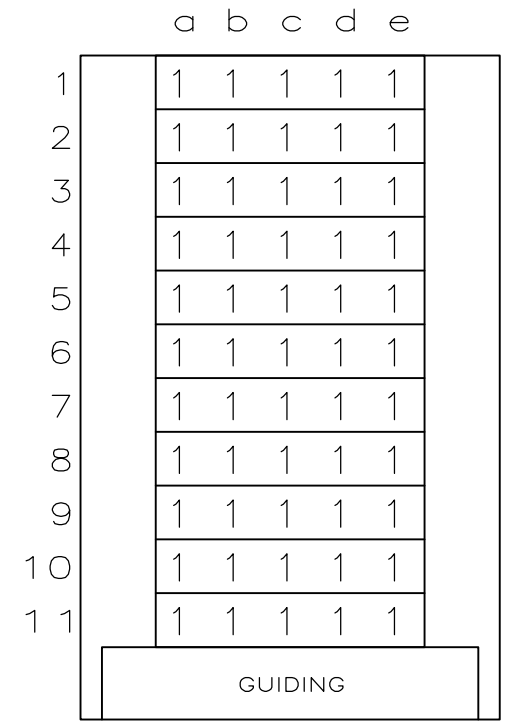 a b c d e
1 1 1 1 1 1
2 1 1 1 1 1
3 1 1 1 1 1
4 1 1 1 1 1
5 1 1 1 1 1
6 1 1 1 1 1
7 1 1 1 1 1
8 1 1 1 1 1
9 1 1 1 1 1
10 1 1 1 1 1
11 1 1 1 1 1
GUIDING